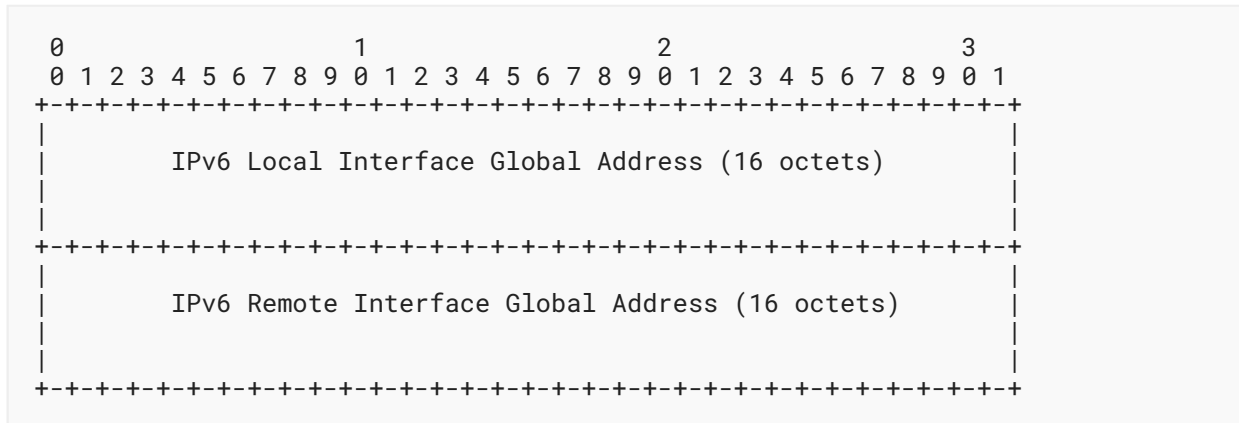 0                   1                   2                   3
 0 1 2 3 4 5 6 7 8 9 0 1 2 3 4 5 6 7 8 9 0 1 2 3 4 5 6 7 8 9 0 1
+-+-+-+-+-+-+-+-+-+-+-+-+-+-+-+-+-+-+-+-+-+-+-+-+-+-+-+-+-+-+-+-+
|                                                               |
|        IPv6 Local Interface Global Address (16 octets)        |
|                                                               |
|                                                               |
+-+-+-+-+-+-+-+-+-+-+-+-+-+-+-+-+-+-+-+-+-+-+-+-+-+-+-+-+-+-+-+-+
|                                                               |
|        IPv6 Remote Interface Global Address (16 octets)       |
|                                                               |
|                                                               |
+-+-+-+-+-+-+-+-+-+-+-+-+-+-+-+-+-+-+-+-+-+-+-+-+-+-+-+-+-+-+-+-+